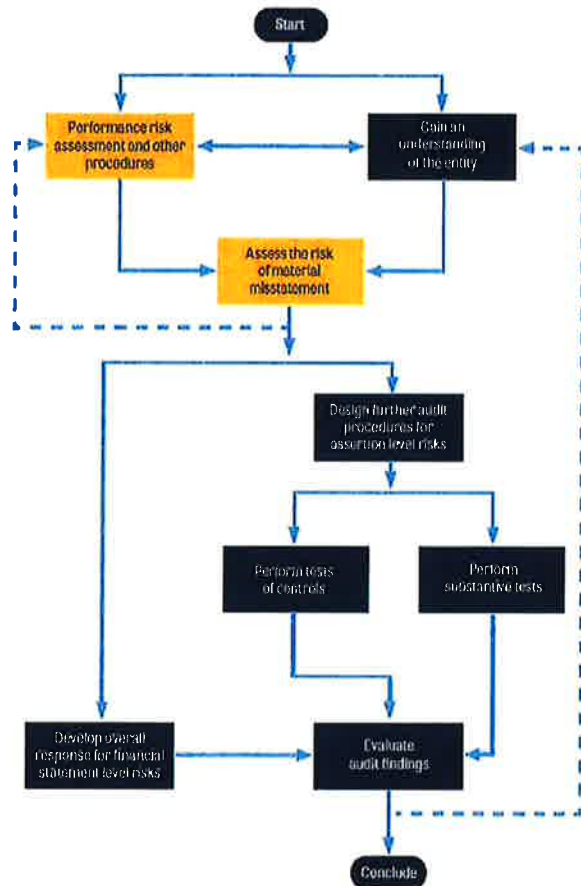 Start
Performance risk
assessment and other
procedures
Gain an
understanding
of the entity
Assess the risk
of material
misstatement
Design further audit
procedures for
assertion level risks
Perform tests
of controls
Perform
substantive tests
Develop overall
response for financial
statement level risks
Evaluate
audit findings
Conclude